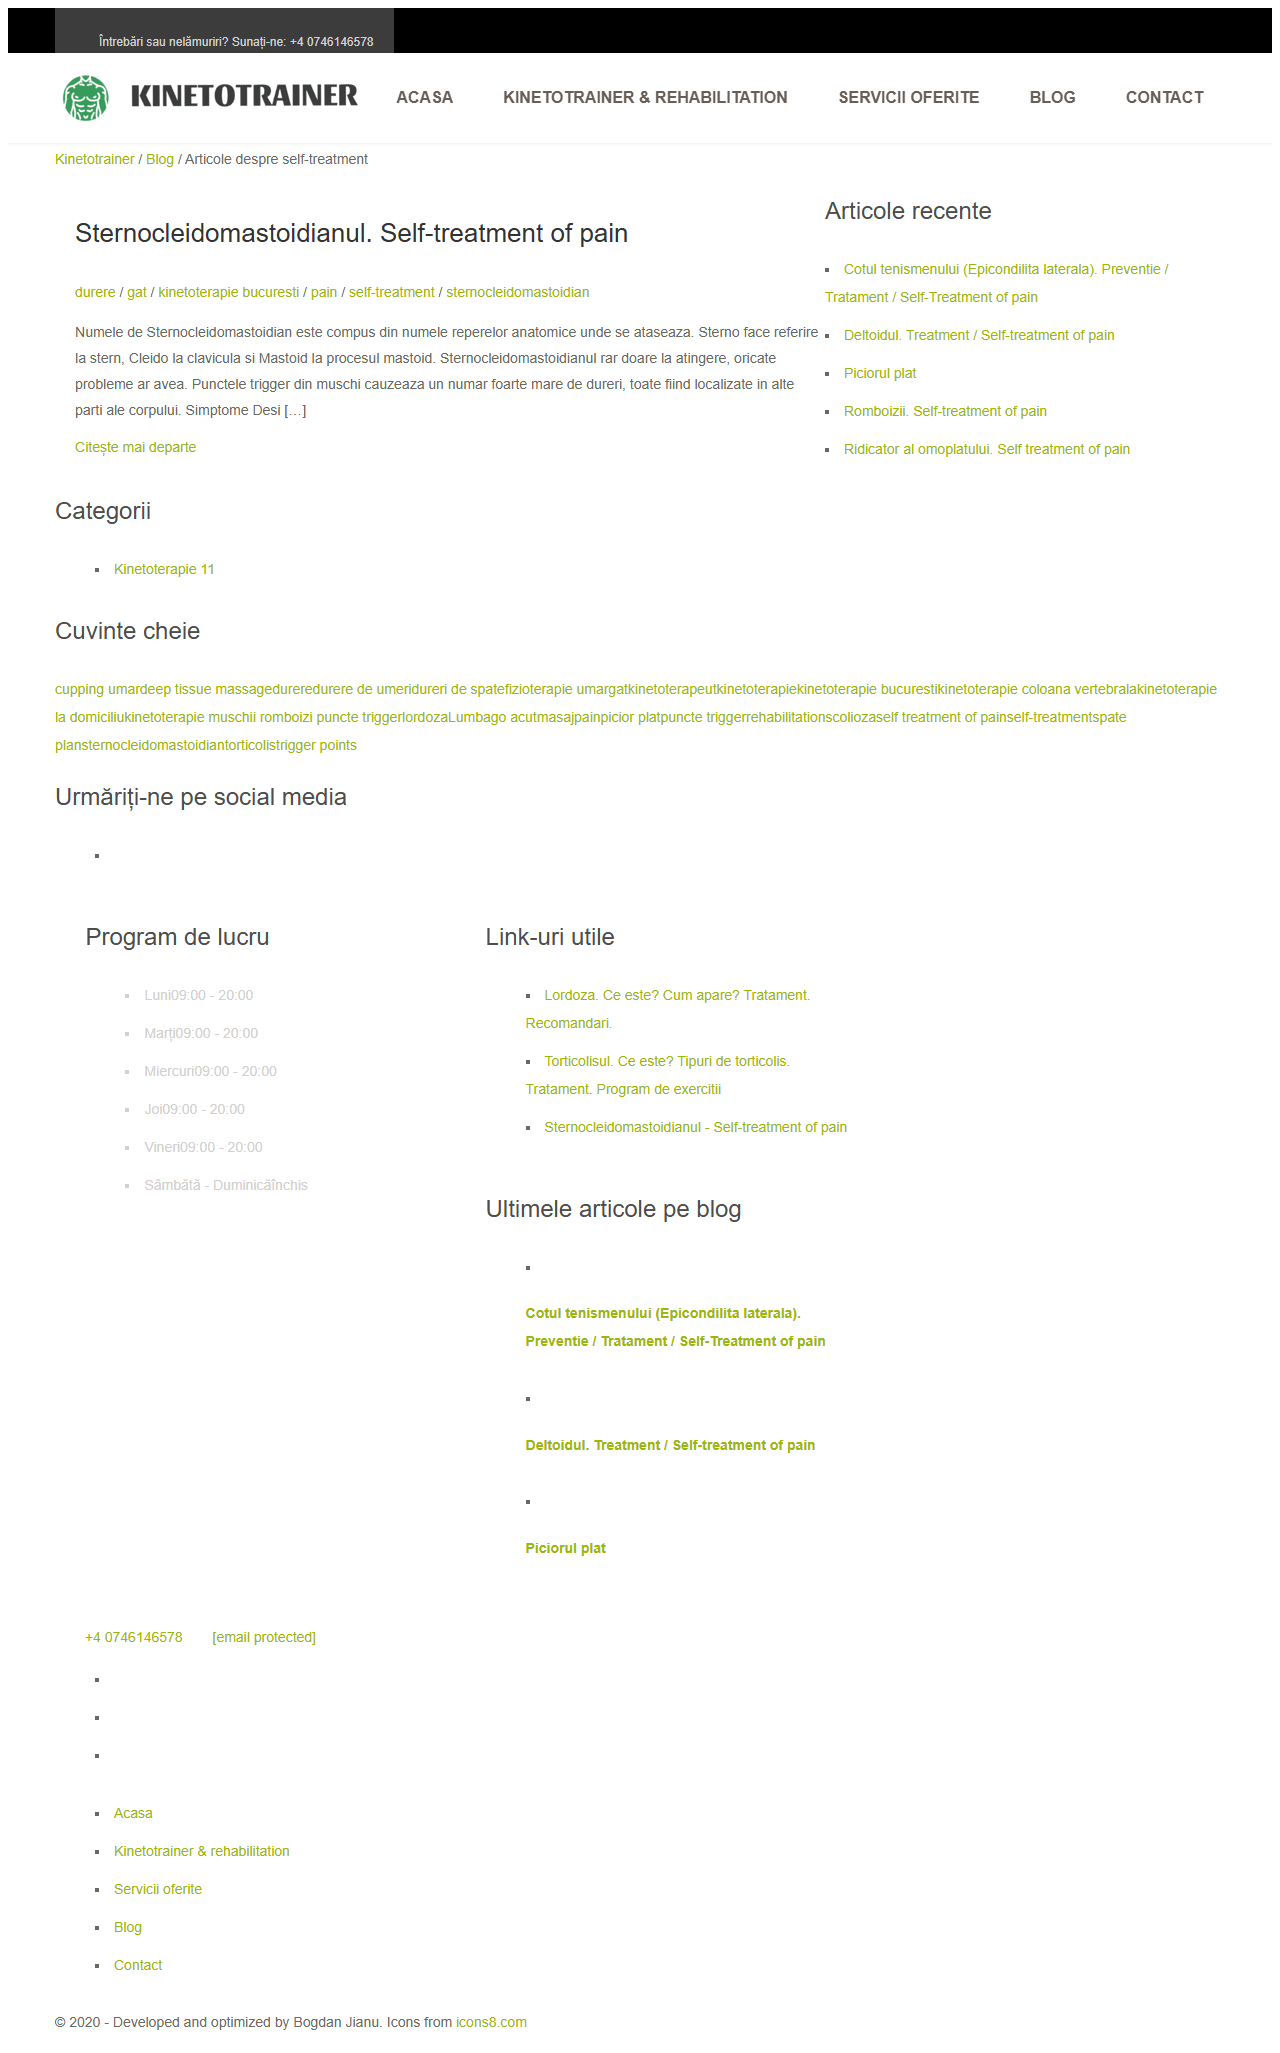 Întrebări sau nelămuriri? Sunați-ne: +4 0746146578
KINETOTRAINER
ACASA
KINETOTRAINER & REHABILITATION
SERVICII OFERITE
BLOG
CONTACT
Kinetotrainer / Blog / Articole despre self-treatment
Sternocleidomastoidianul. Self-treatment of pain
durere / gat / kinetoterapie bucuresti / pain / self-treatment / sternocleidomastoidian
Numele de Sternocleidomastoidian este compus din numele reperelor anatomice unde se ataseaza. Sterno face referire
la stern, Cleido la clavicula si Mastoid la procesul mastoid. Sternocleidomastoidianul rar doare la atingere, oricate
probleme ar avea. Punctele trigger din muschi cauzeaza un numar foarte mare de dureri, toate fiind localizate in alte
parti ale corpului. Simptome Desi […]
Citește mai departe
Articole recente
Cotul tenismenului (Epicondilita laterala). Preventie /
Tratament / Self-Treatment of pain
Deltoidul. Treatment / Self-treatment of pain
Piciorul plat
Romboizii. Self-treatment of pain
Ridicator al omoplatului. Self treatment of pain
Categorii
Kinetoterapie 11
Cuvinte cheie
cupping umardeep tissue massagedureredurere de umeridureri de spatefizioterapie umargatkinetoterapeutkinetoterapiekinetoterapie bucurestikinetoterapie coloana vertebralakinetoterapie
la domiciliukinetoterapie muschii romboizi puncte triggerlordozaLumbago acutmasajpainpicior platpuncte triggerrehabilitationscoliozaself treatment of painself-treatmentspate
plansternocleidomastoidiantorticolistrigger points
Urmăriți-ne pe social media
Program de lucru
Luni09:00 - 20:00
Marți09:00 - 20:00
Miercuri09:00 - 20:00
Joi09:00 - 20:00
Vineri09:00 - 20:00
Sâmbătă - Duminicăînchis
Link-uri utile
Lordoza. Ce este? Cum apare? Tratament.
Recomandari.
Torticolisul. Ce este? Tipuri de torticolis.
Tratament. Program de exercitii
Sternocleidomastoidianul - Self-treatment of pain
Ultimele articole pe blog
Cotul tenismenului (Epicondilita laterala).
Preventie / Tratament / Self-Treatment of pain
Deltoidul. Treatment / Self-treatment of pain
Piciorul plat
+4 0746146578 [email protected]
Acasa
Kinetotrainer & rehabilitation
Servicii oferite
Blog
Contact
© 2020 - Developed and optimized by Bogdan Jianu. Icons from icons8.com